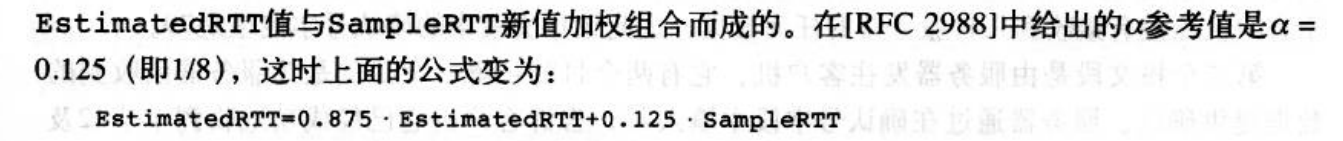 EstimatedRTT值与SampleRTT新值加权组合而成的。在[RFC 2988]中给出的α参考值是α =
0.125（即1/8），这时上面的公式变为：
EstimatedRTT=0.875 · EstimatedRTT+0.125 · SampleRTT